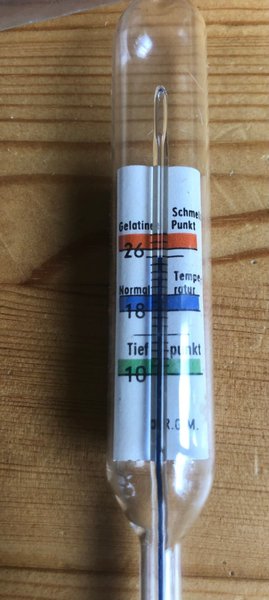 Gelatine Schmelz
Punkt
26
Normal Tempe-
18 ratur
Tief punkt
10
D.R.G.M.